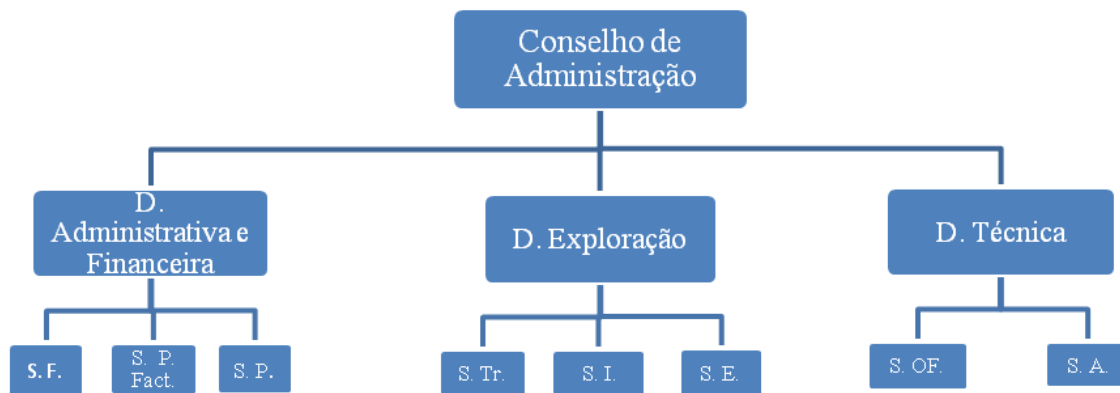 Conselho de
Administração
D.
Administrativa e
Financeira
D. Exploração
D. Técnica
S. F.
S. P.
Fact.
S. P.
S. Tr.
S. I.
S. E.
S. OF.
S. A.